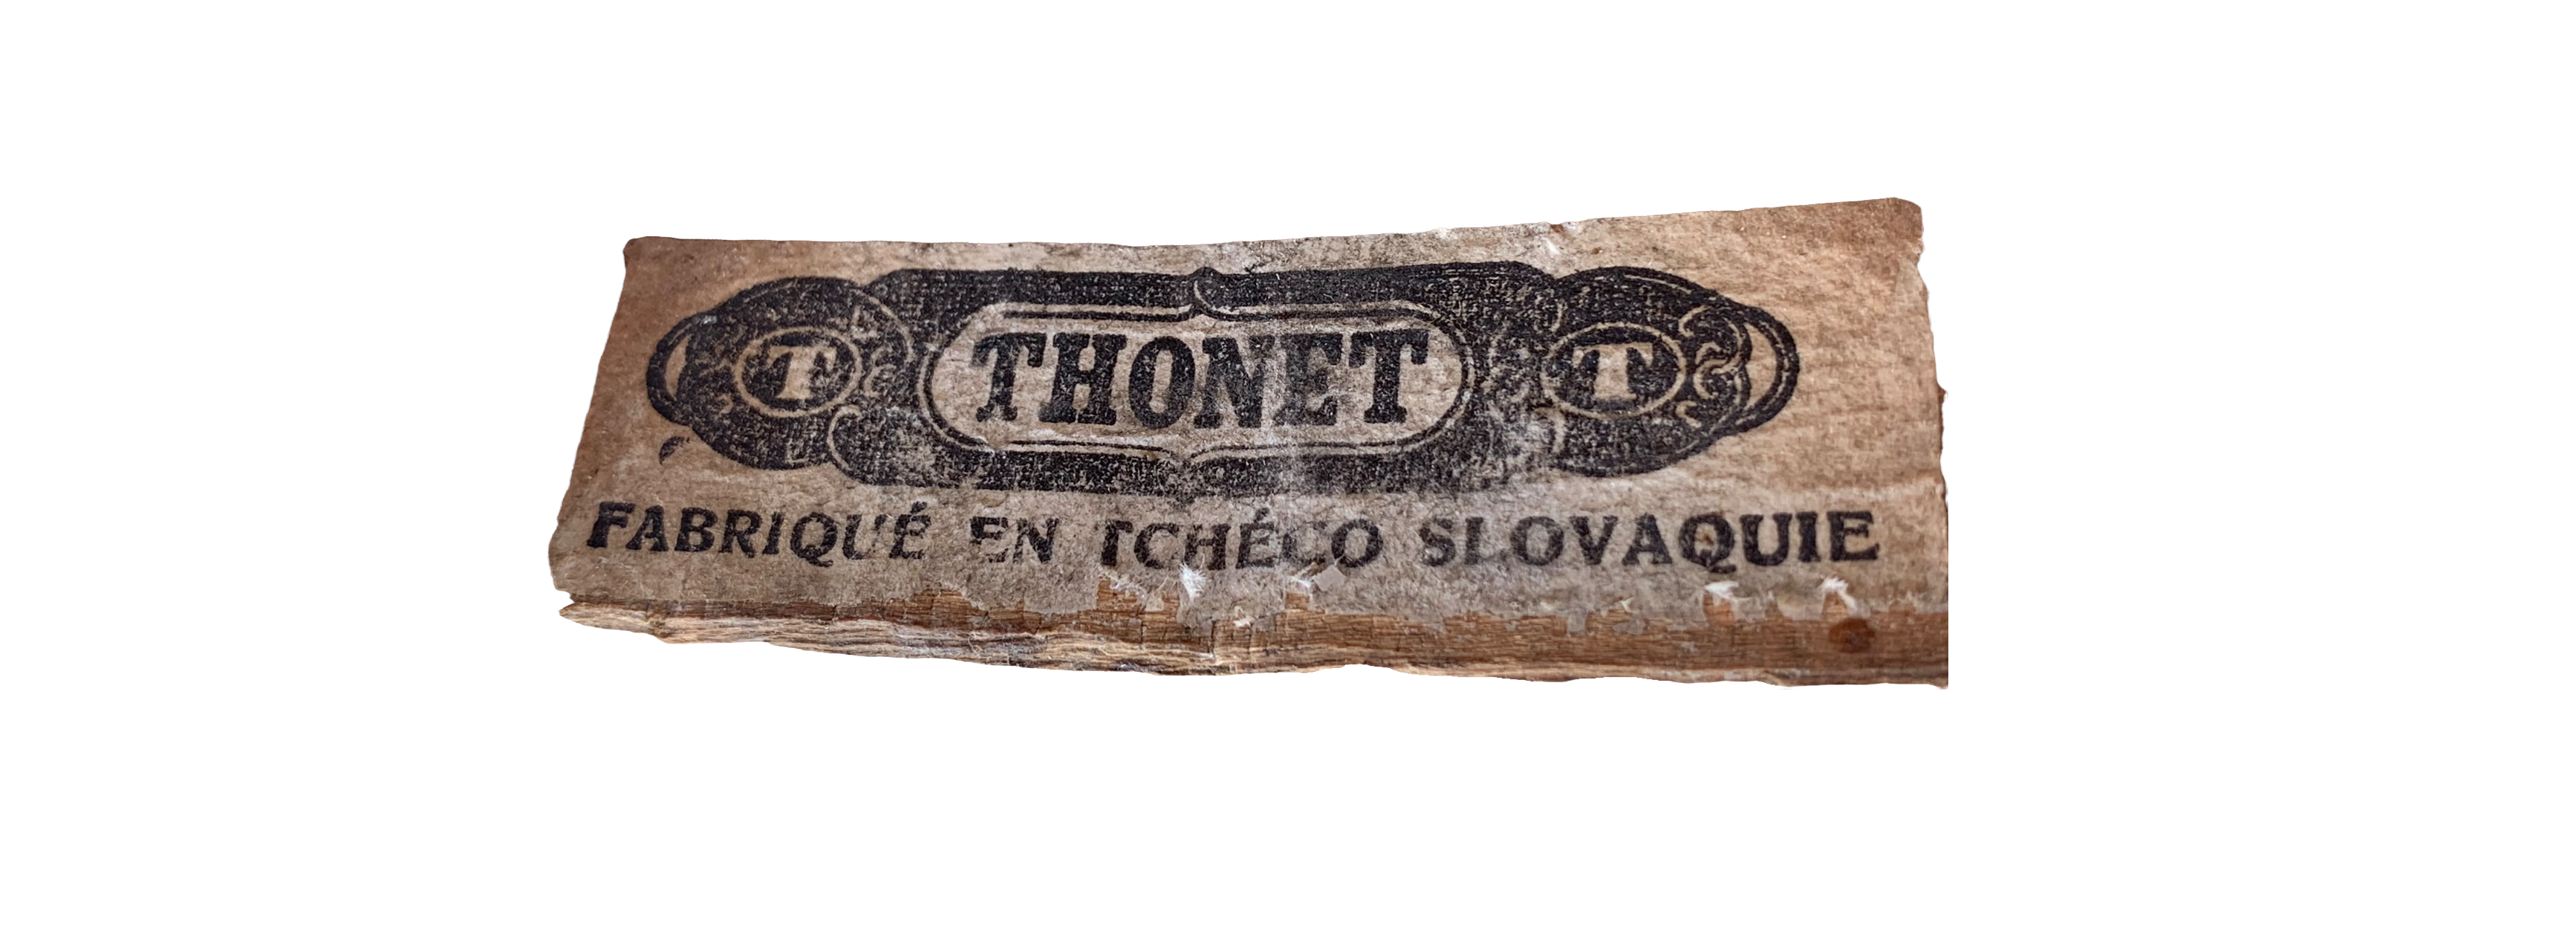 T THONET T
FABRIQUÉ EN TCHÉCO SLOVAQUIE